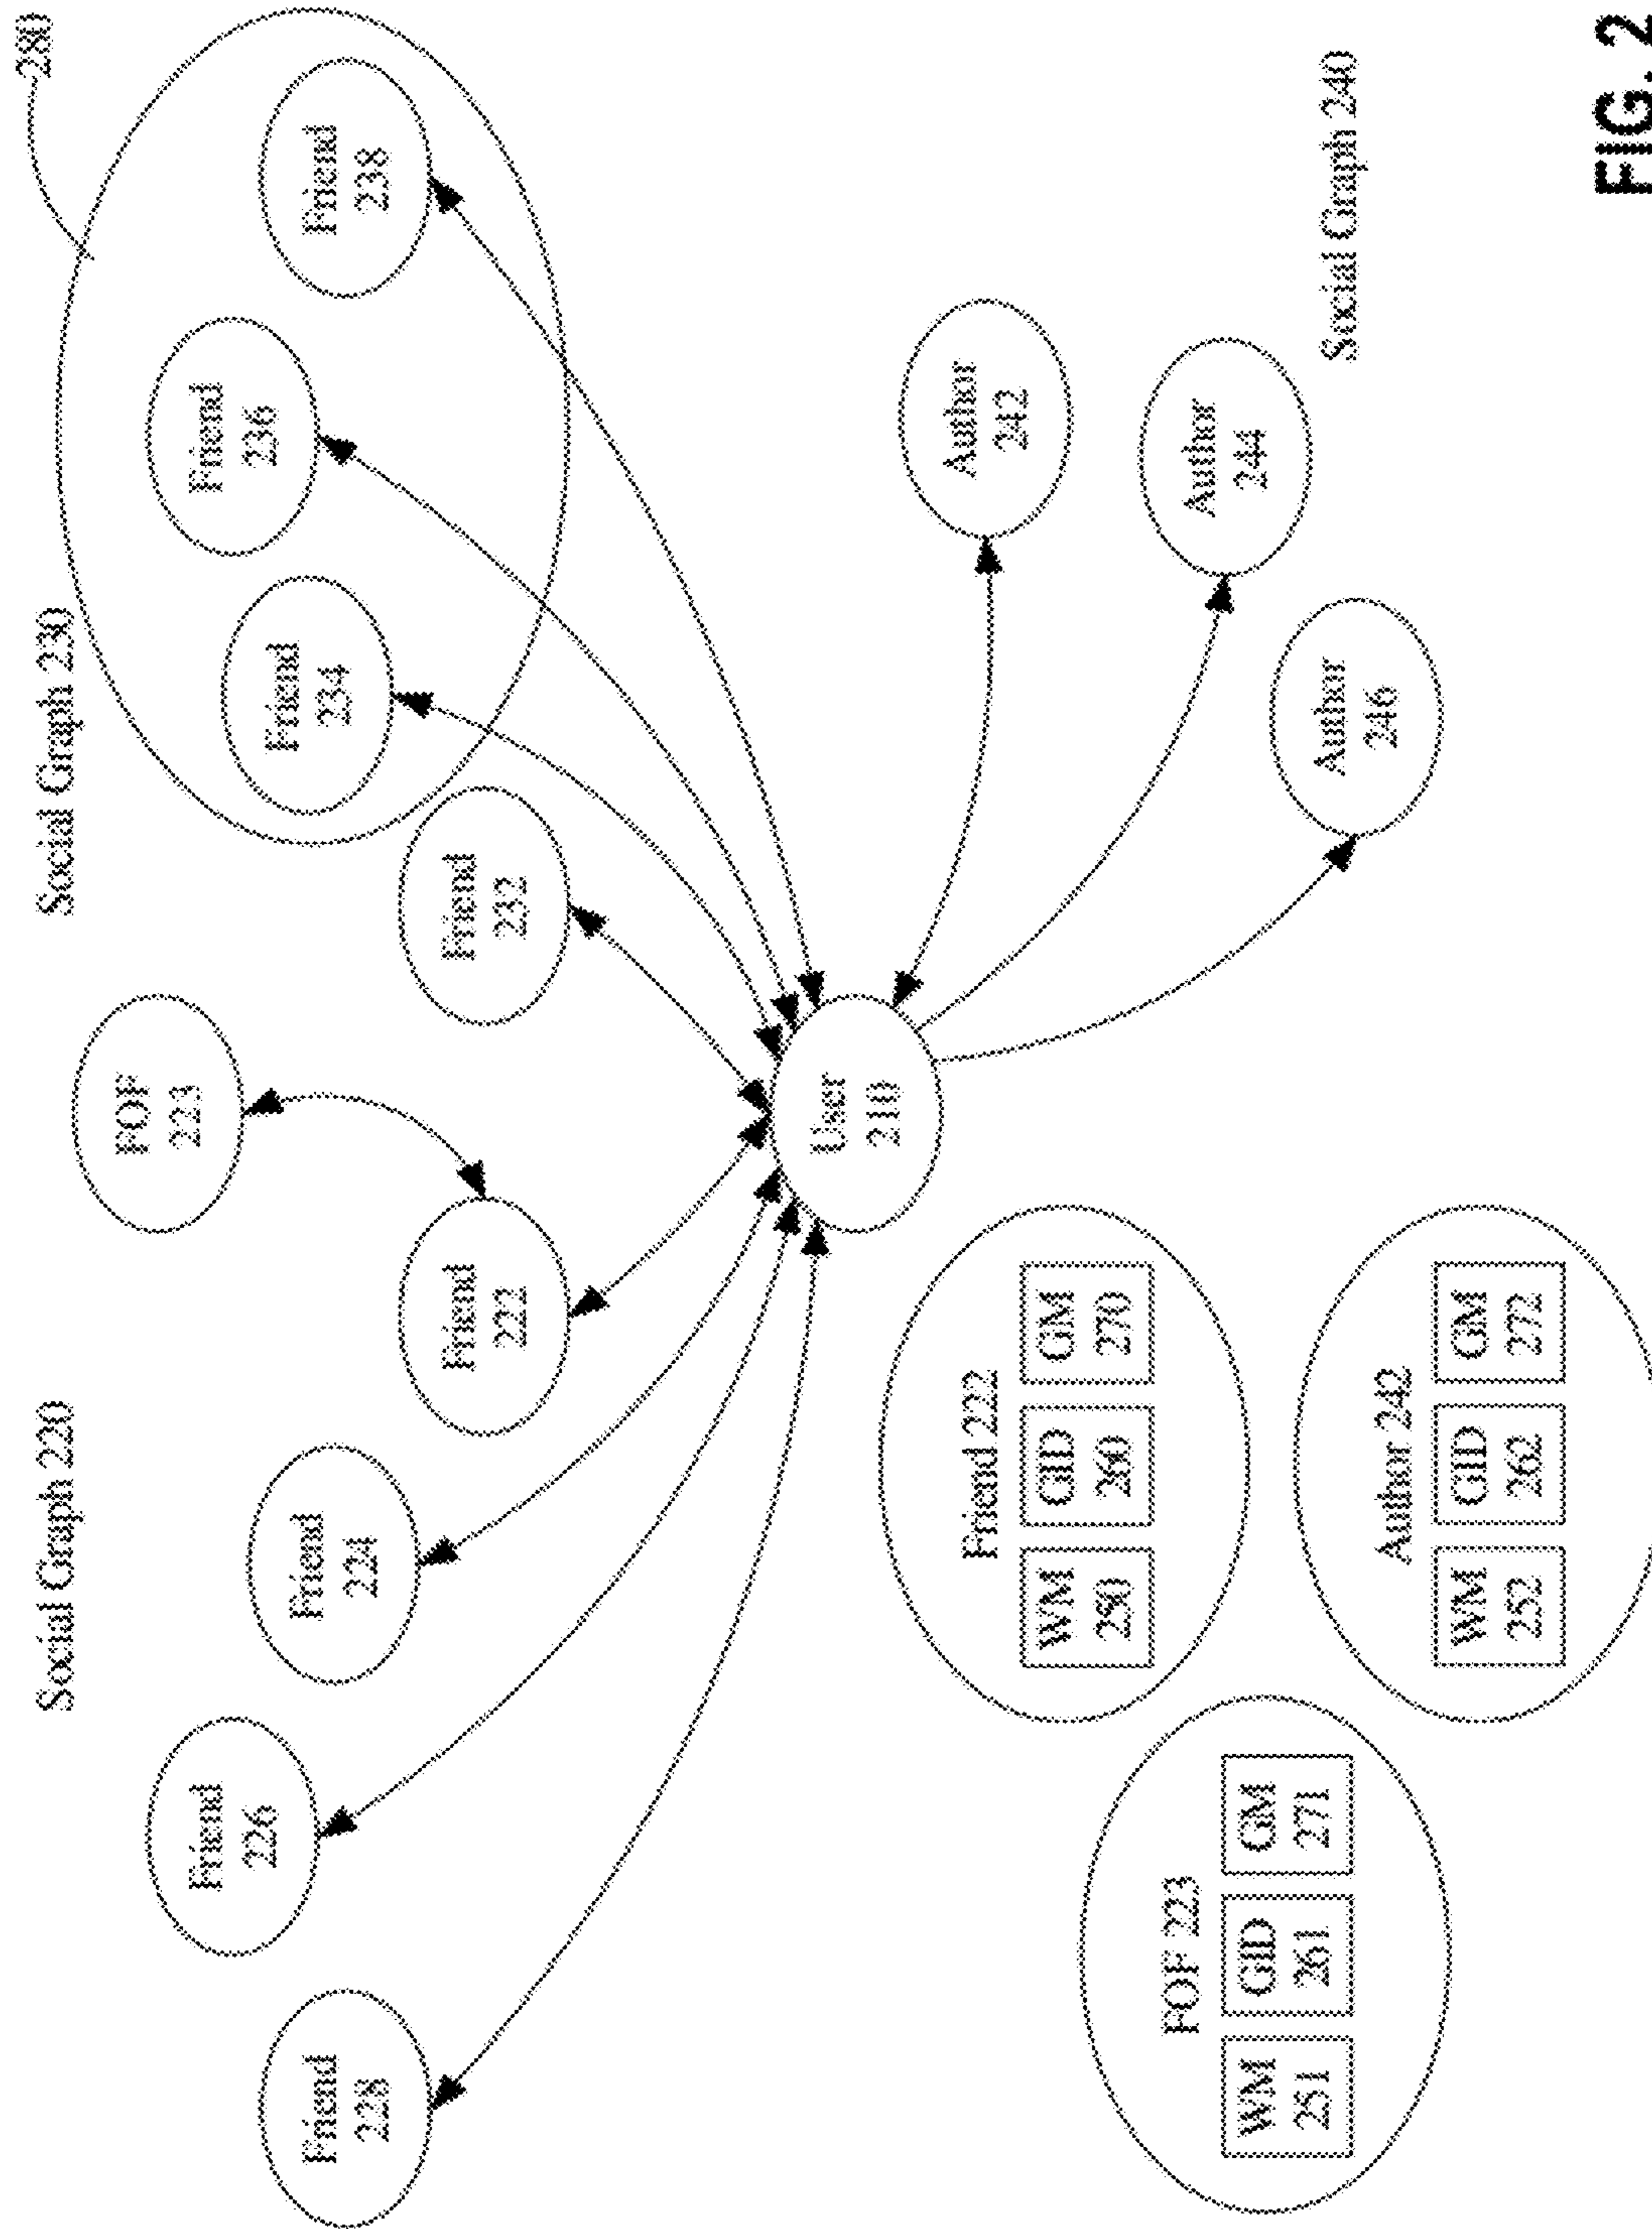 Social Graph 220
Social Graph 230
280
FOF
223
Friend
226
Friend
236
Friend
228
Friend
224
Friend
234
Friend
238
Friend
222
Friend
232
User
210
Friend 222
WM
250
GID
260
GM
270
Author
242
FOF 223
WM
251
GID
261
GM
271
Author
244
Author
246
Author 242
WM
252
GID
262
GM
272
Social Graph 240
FIG. 2